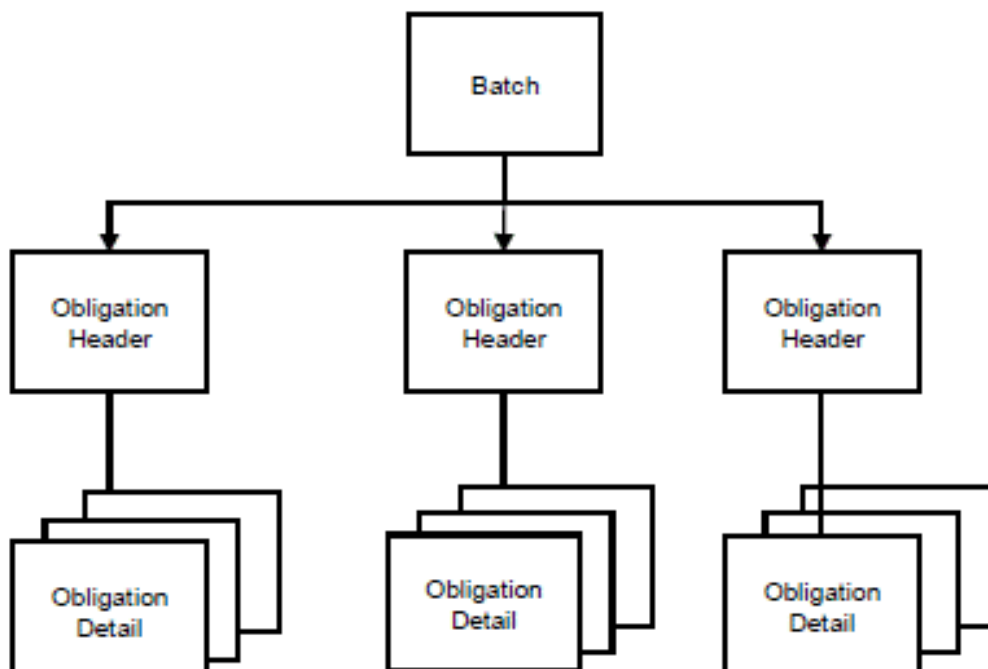 Batch
Obligation
Header
Obligation
Header
Obligation
Header
Obligation
Detail
Obligation
Detail
Obligation
Detail